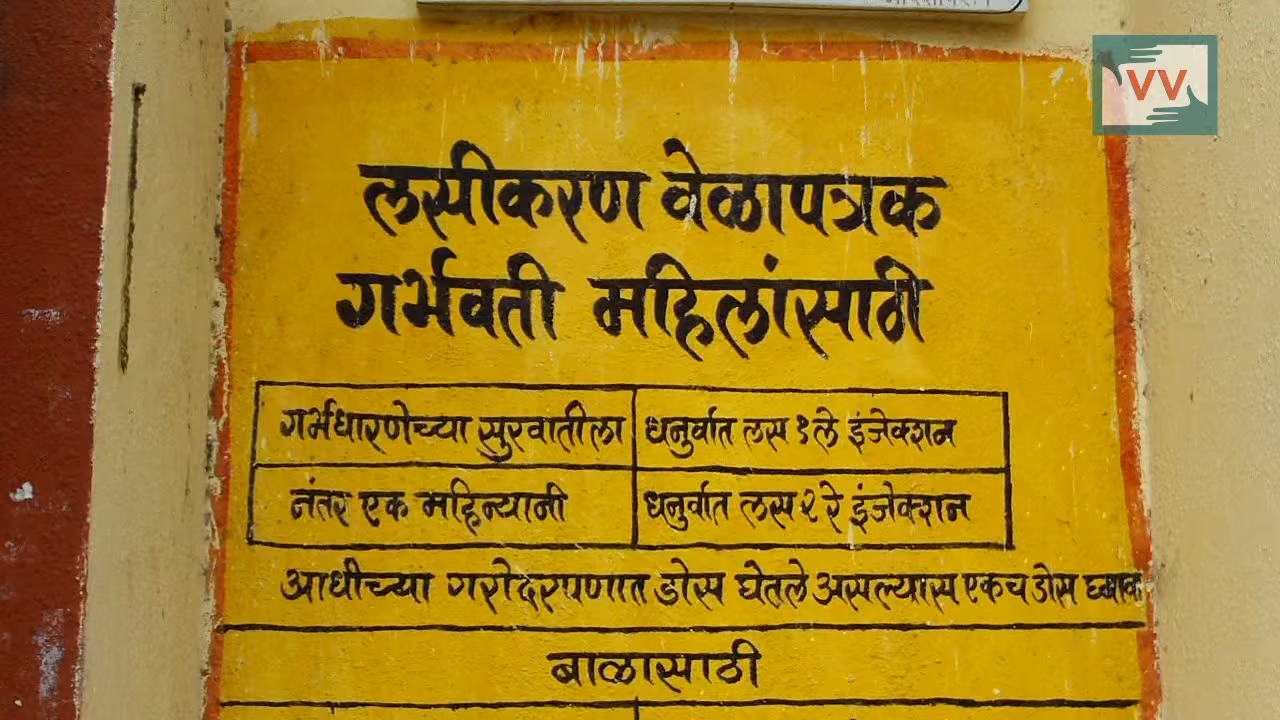 VV
लसीकरण वेळापत्रक
गर्भवती महिलांसाठी
गर्भधारणेच्या सुरवातीला धनुर्वात लस १ले इंजेक्शन
नंतर एक महिन्यानी धनुर्वात लस २ रे इंजेक्शन
आधीच्या गरोदरपणात डोस घेतले असल्यास एकच डोस
बाळासाठी